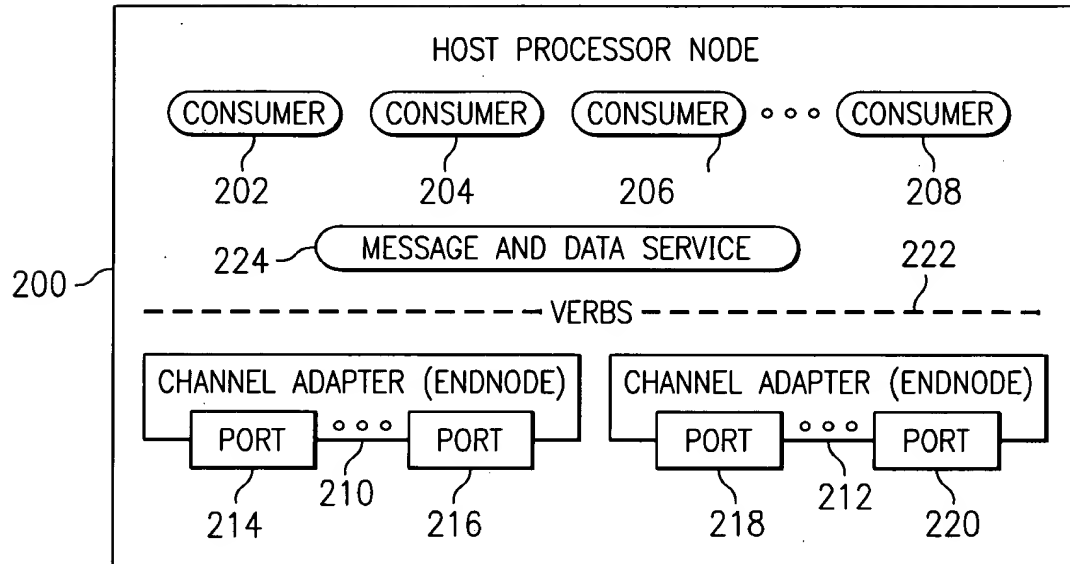 HOST PROCESSOR NODE
CONSUMER CONSUMER CONSUMER CONSUMER
202 204 206 208
224 MESSAGE AND DATA SERVICE 222
200
VERBS
CHANNEL ADAPTER (ENDNODE) CHANNEL ADAPTER (ENDNODE)
PORT PORT PORT PORT
214 210 216 218 212 220